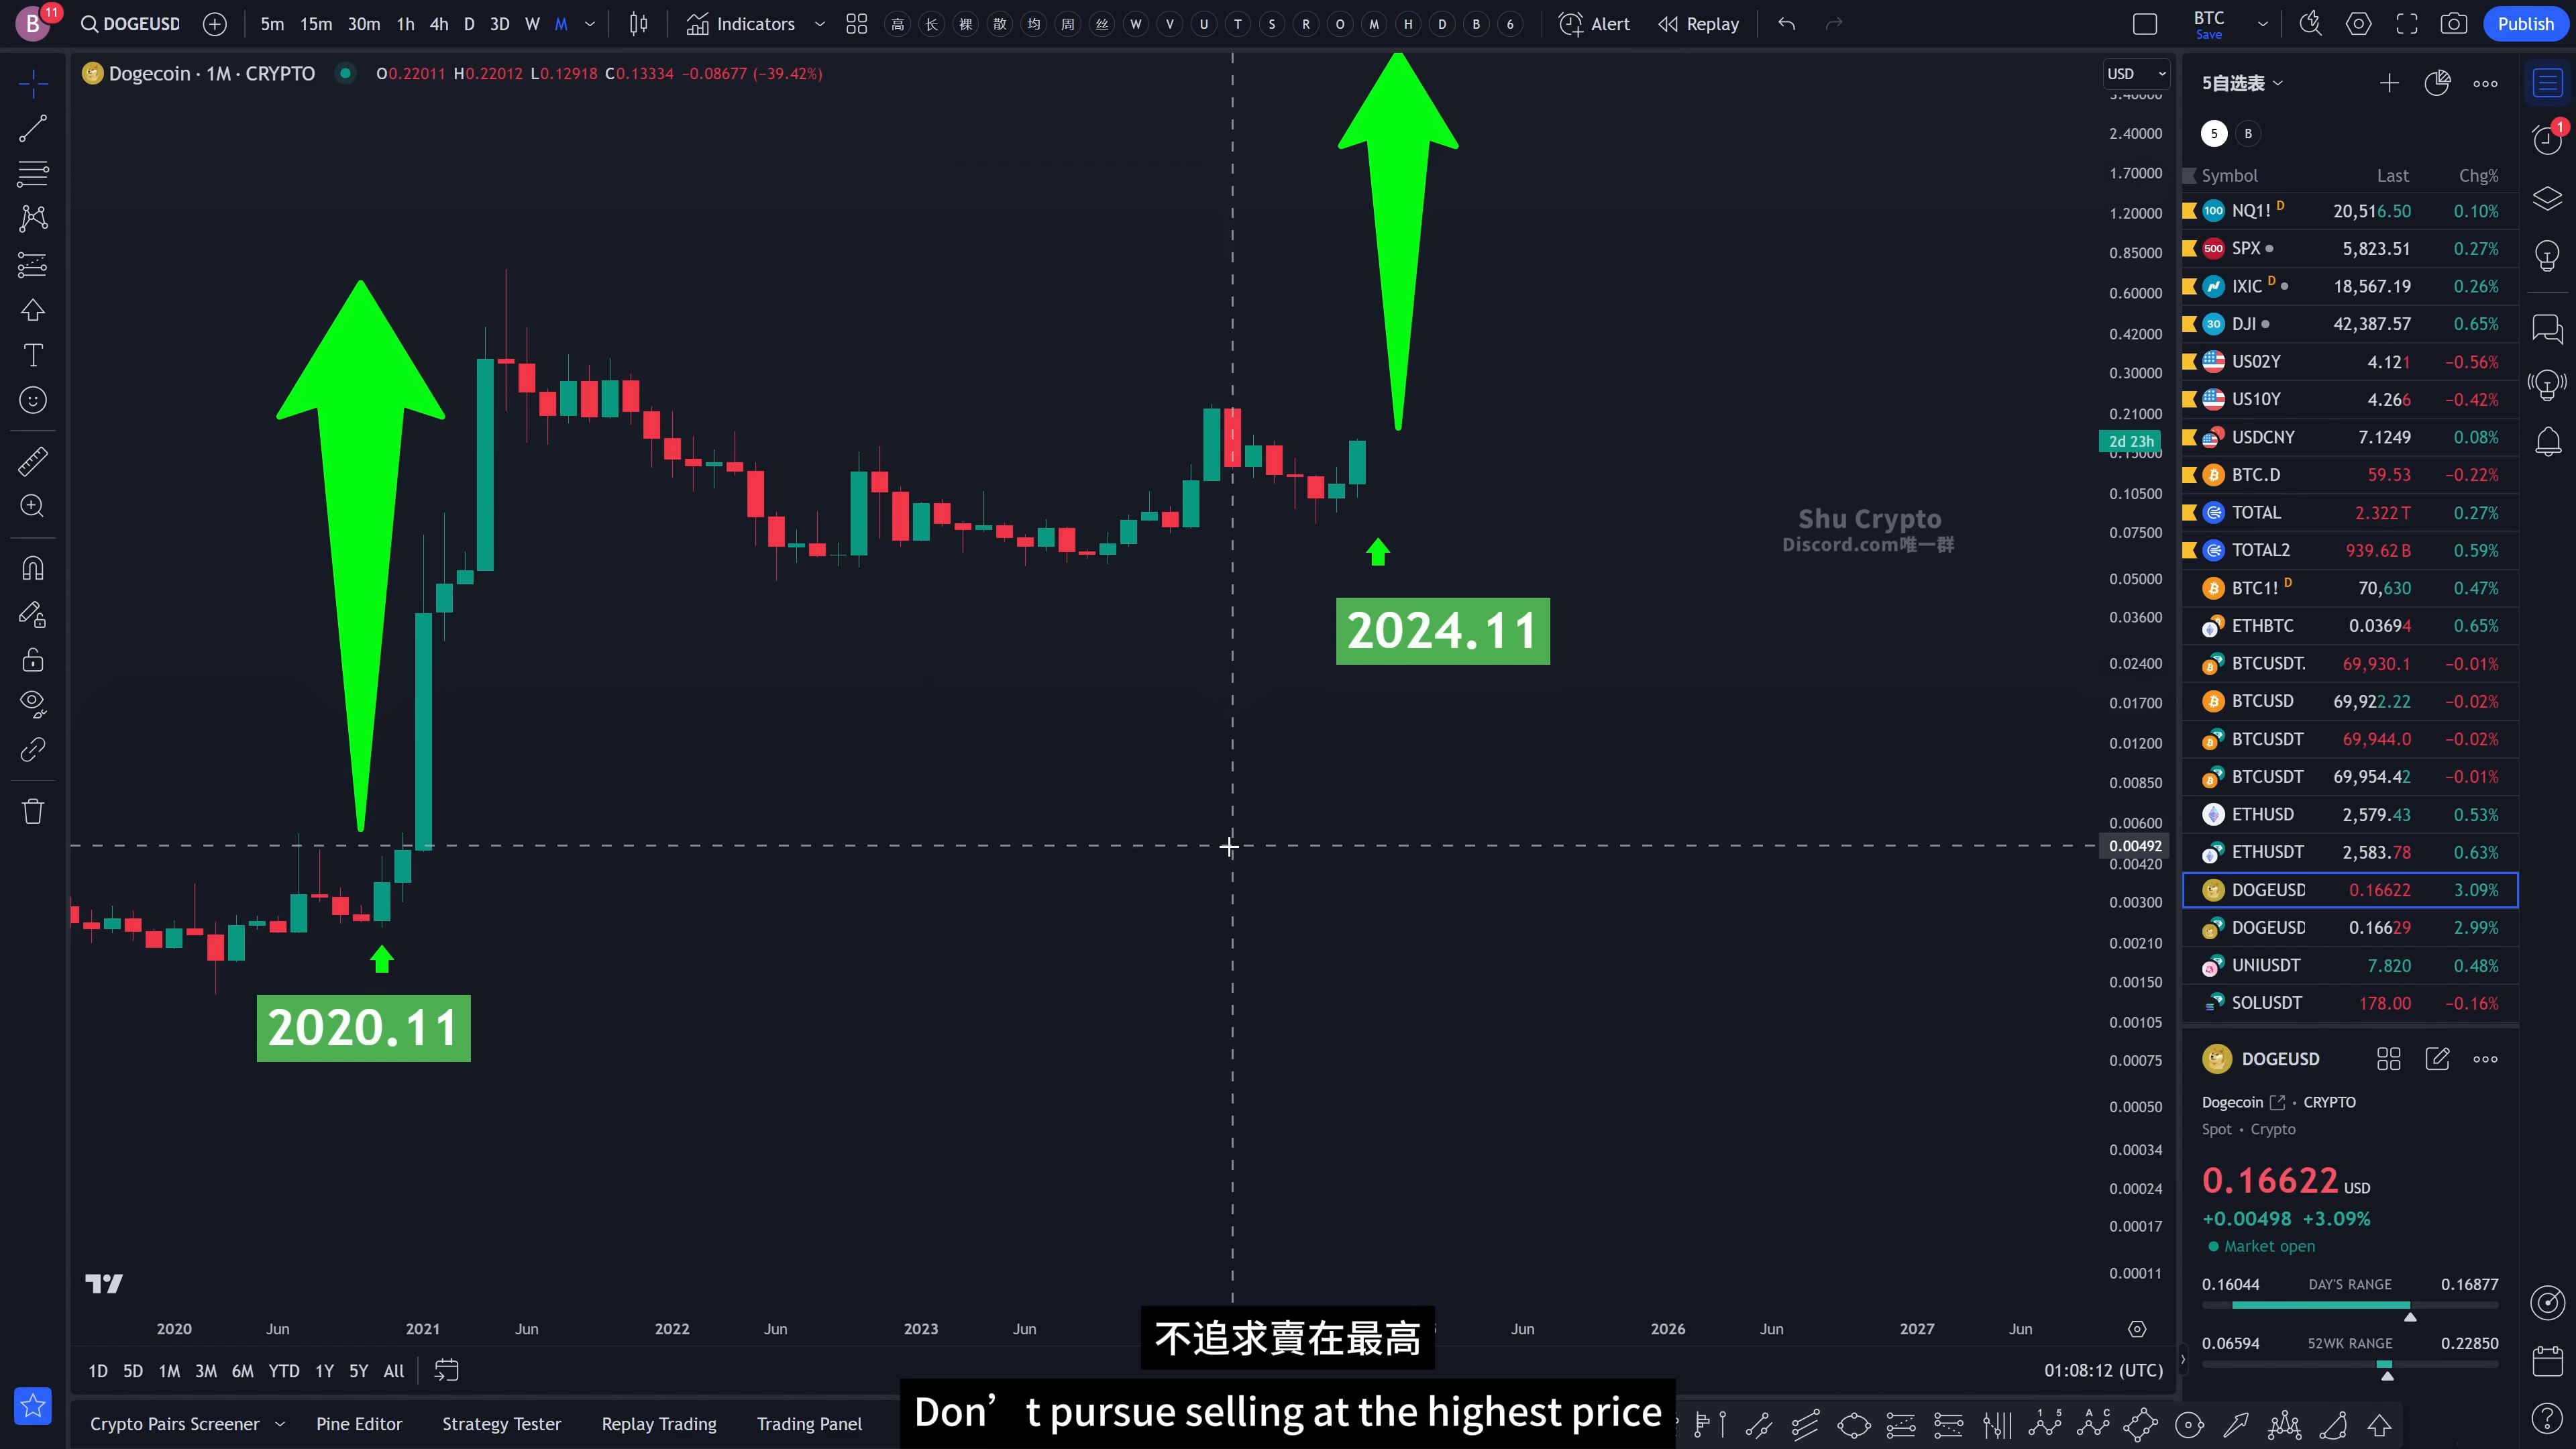 B 11 DOGEUSD 5m 15m 30m 1h 4h D 3D W M Indicators 高 长 裸 散 均 周 丝 W V U T S R O M H D B 6 Alert Replay BTC Save Publish
Dogecoin · 1M · CRYPTO O0.22011 H0.22012 L0.12918 C0.13334 −0.08677 (−39.42%)
USD
2.40000
1.70000
1.20000
0.85000
0.60000
0.42000
0.30000
0.21000
2d 23h
0.15000
0.10500
0.07500
0.05000
0.03600
0.02400
0.01700
0.01200
0.00850
0.00600
0.00492
0.00420
0.00300
0.00210
0.00150
0.00105
0.00075
0.00050
0.00034
0.00024
0.00017
0.00011
2020.11
2024.11
Shu Crypto
Discord.com唯一群
2020 Jun 2021 Jun 2022 Jun 2023 Jun Jun 2026 Jun 2027 Jun
不追求賣在最高
1D 5D 1M 3M 6M YTD 1Y 5Y All 01:08:12 (UTC)
Don't pursue selling at the highest price
Crypto Pairs Screener Pine Editor Strategy Tester Replay Trading Trading Panel
5自选表
5 B
Symbol Last Chg%
100 NQ1! D 20,516.50 0.10%
500 SPX 5,823.51 0.27%
IXIC D 18,567.19 0.26%
30 DJI 42,387.57 0.65%
US02Y 4.121 −0.56%
US10Y 4.266 −0.42%
USDCNY 7.1249 0.08%
BTC.D 59.53 −0.22%
TOTAL 2.322 T 0.27%
TOTAL2 939.62 B 0.59%
BTC1! D 70,630 0.47%
ETHBTC 0.03694 0.65%
BTCUSDT. 69,930.1 −0.01%
BTCUSD 69,922.22 −0.02%
BTCUSDT 69,944.0 −0.02%
BTCUSDT 69,954.42 −0.01%
ETHUSD 2,579.43 0.53%
ETHUSDT 2,583.78 0.63%
DOGEUSD 0.16622 3.09%
DOGEUSD 0.16629 2.99%
UNIUSDT 7.820 0.48%
SOLUSDT 178.00 −0.16%
DOGEUSD
Dogecoin · CRYPTO
Spot · Crypto
0.16622 USD
+0.00498 +3.09%
Market open
0.16044 DAY'S RANGE 0.16877
0.06594 52WK RANGE 0.22850
1